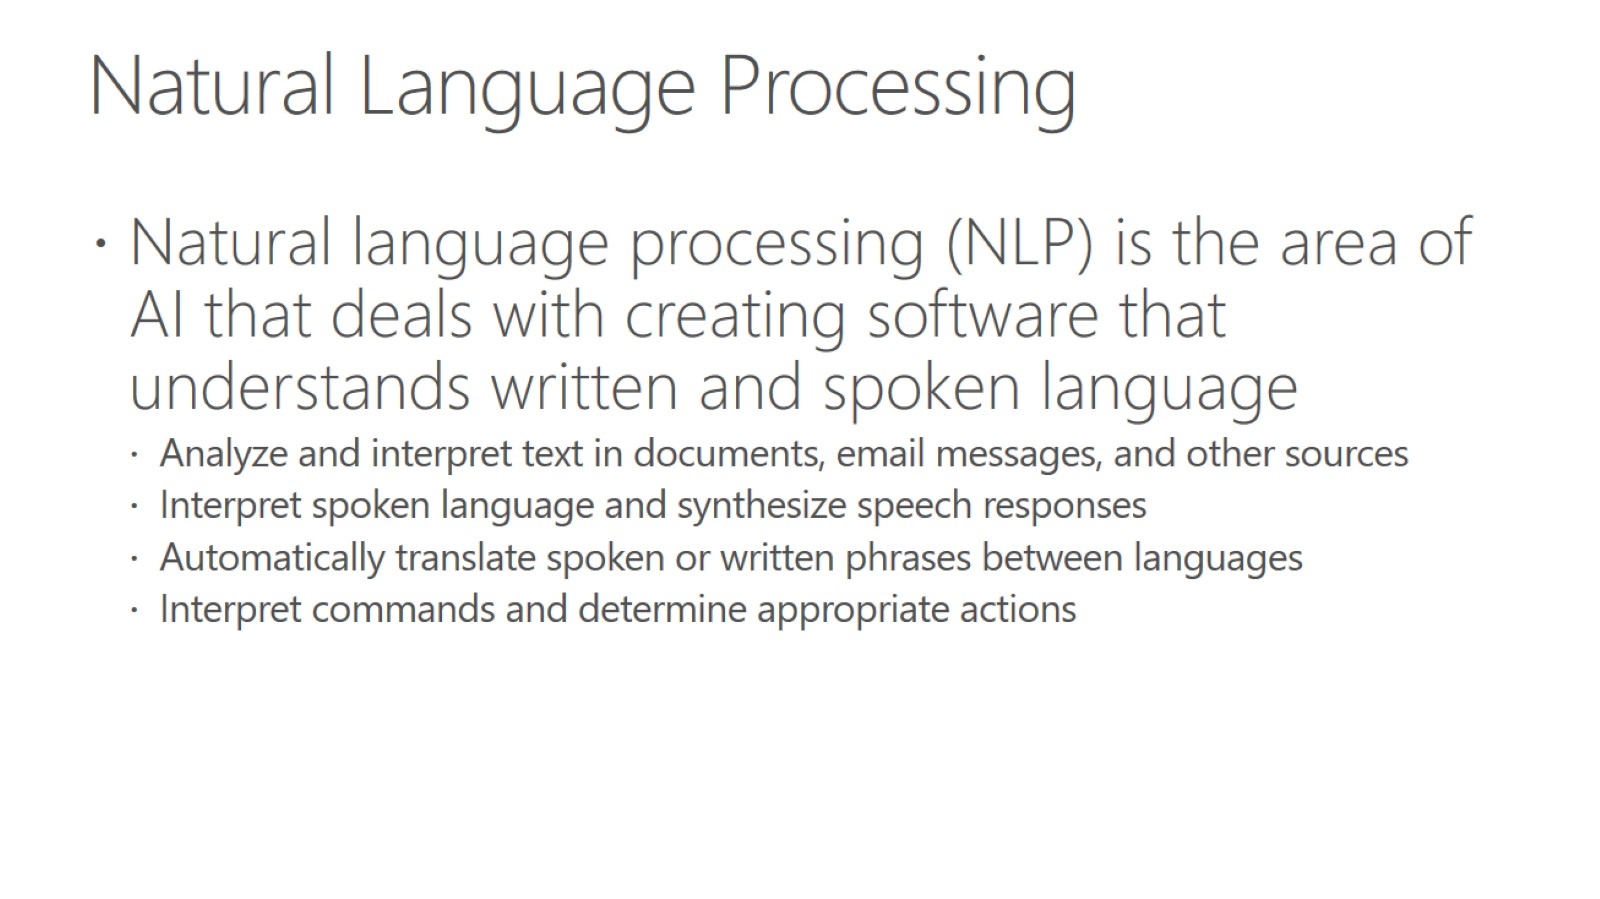 Natural Language Processing
· Natural language processing (NLP) is the area of
AI that deals with creating software that
understands written and spoken language
· Analyze and interpret text in documents, email messages, and other sources
· Interpret spoken language and synthesize speech responses
· Automatically translate spoken or written phrases between languages
· Interpret commands and determine appropriate actions